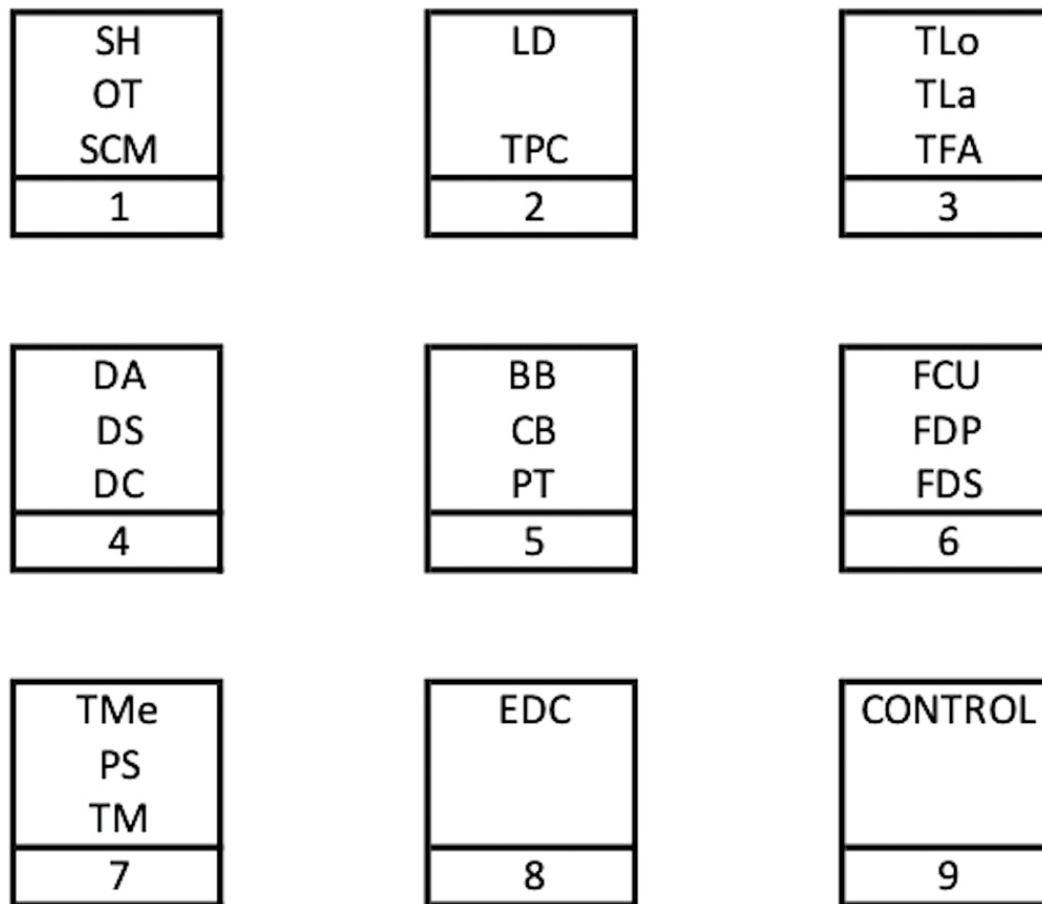 SH
OT
SCM
1
LD
TPC
2
TLo
TLa
TFA
3
DA
DS
DC
4
BB
CB
PT
5
FCU
FDP
FDS
6
TMe
PS
TM
7
EDC
8
CONTROL
9